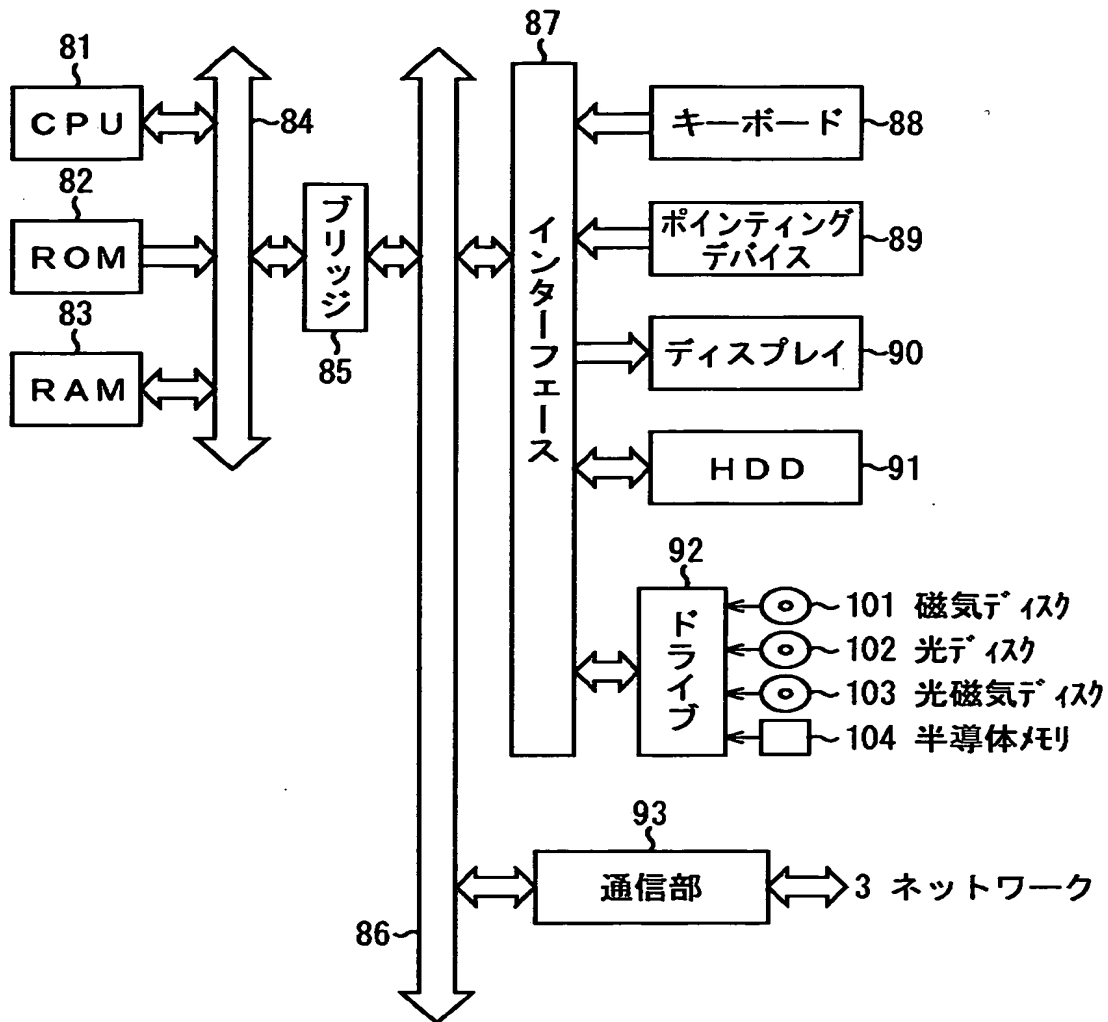 81
CPU
82
ROM
83
RAM
84
ブリッジ
85
86
87
インターフェース
キーボード
88
ポインティング
デバイス
89
ディスプレイ
90
HDD
91
92
ドライブ
101 磁気ディスク
102 光ディスク
103 光磁気ディスク
104 半導体メモリ
93
通信部
3 ネットワーク